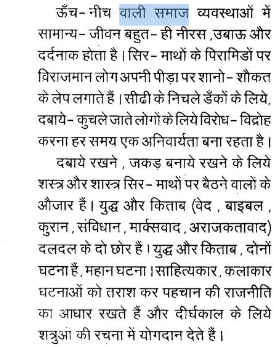 ऊँच- नीच वाली समाज व्यवस्थाओं में
सामान्य- जीवन बहुत- ही नीरस ,उबाऊ और
दर्दनाक होता है । सिर- माथों के पिरामिडों पर
विराजमान लोग अपनी पीड़ा पर शानो- शौकत
के लेप लगाते हैं । सीढी के निचले डँकों के लिये,
दबाये- कुचले जाते लोगों के लिये विरोध- विद्रोह
करना हर समय एक अनिवार्यता बना रहता है ।
दबाये रखने , जकड़ बनाये रखने के लिये
शस्त्र और शास्त्र सिर- माथों पर बैठने वालों के
औजार हैं । युद्ध और किताब (वेद , बाइबल ,
कुरान , संविधान , मार्क्सवाद ,अराजकतावाद)
दलदल के दो छोर हैं । युद्ध और किताब , दोनों
घटना हैं, महान घटना । साहित्यकार , कलाकार
घटनाओं को तराश कर पहचान की राजनीति
का आधार रखते हैं और दीर्घकाल के लिये
शत्रुओं की रचना में योगदान देते हैं ।